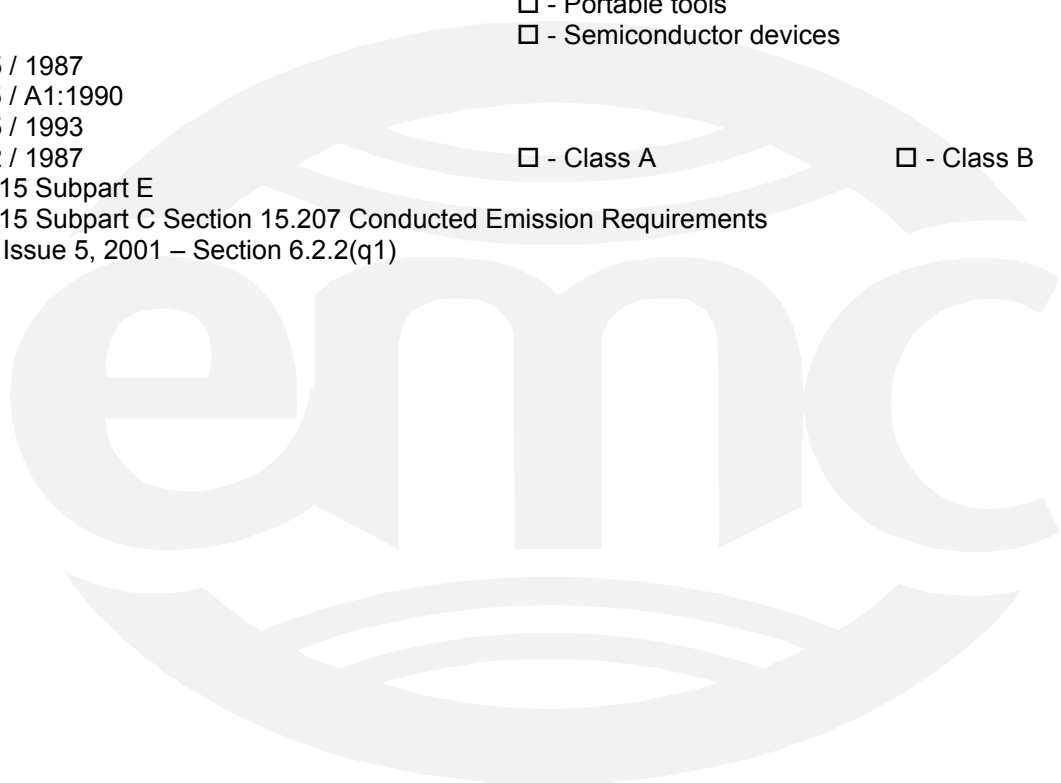 ☐ - Portable tools
☐ - Semiconductor devices
/ 1987
/ A1:1990
/ 1993
/ 1987 ☐ - Class A ☐ - Class B
15 Subpart E
15 Subpart C Section 15.207 Conducted Emission Requirements
Issue 5, 2001 – Section 6.2.2(q1)
emc